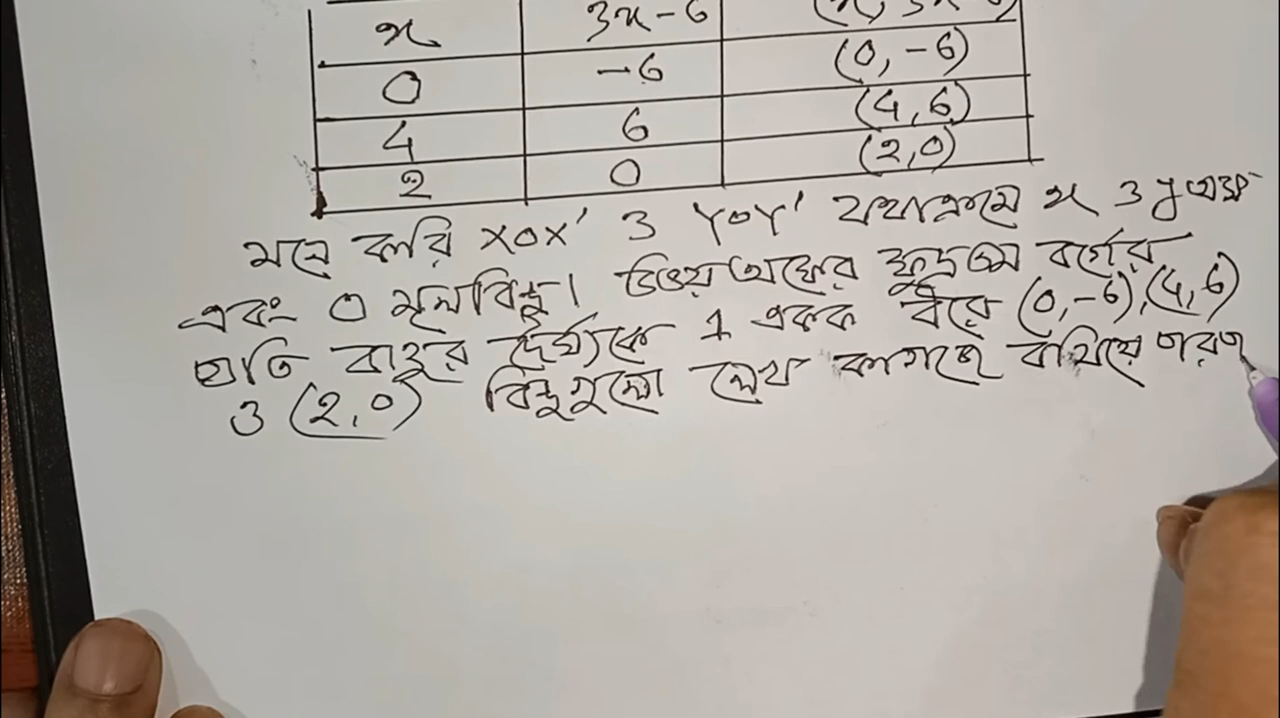 x 3x-6 (x, 3x-6)
0 -6 (0, -6)
4 6 (4, 6)
2 0 (2,0)
মনে করি XOX' ও YOY' যথাক্রমে x ও y অক্ষ
এবং O মূলবিন্দু। উভয় অক্ষের ক্ষুদ্রতম বর্গের
প্রতি বাহুর দৈর্ঘ্যকে 1 একক ধরে (0,-6),(4,6)
ও (2,0) বিন্দুগুলো লেখ কাগজে বসিয়ে